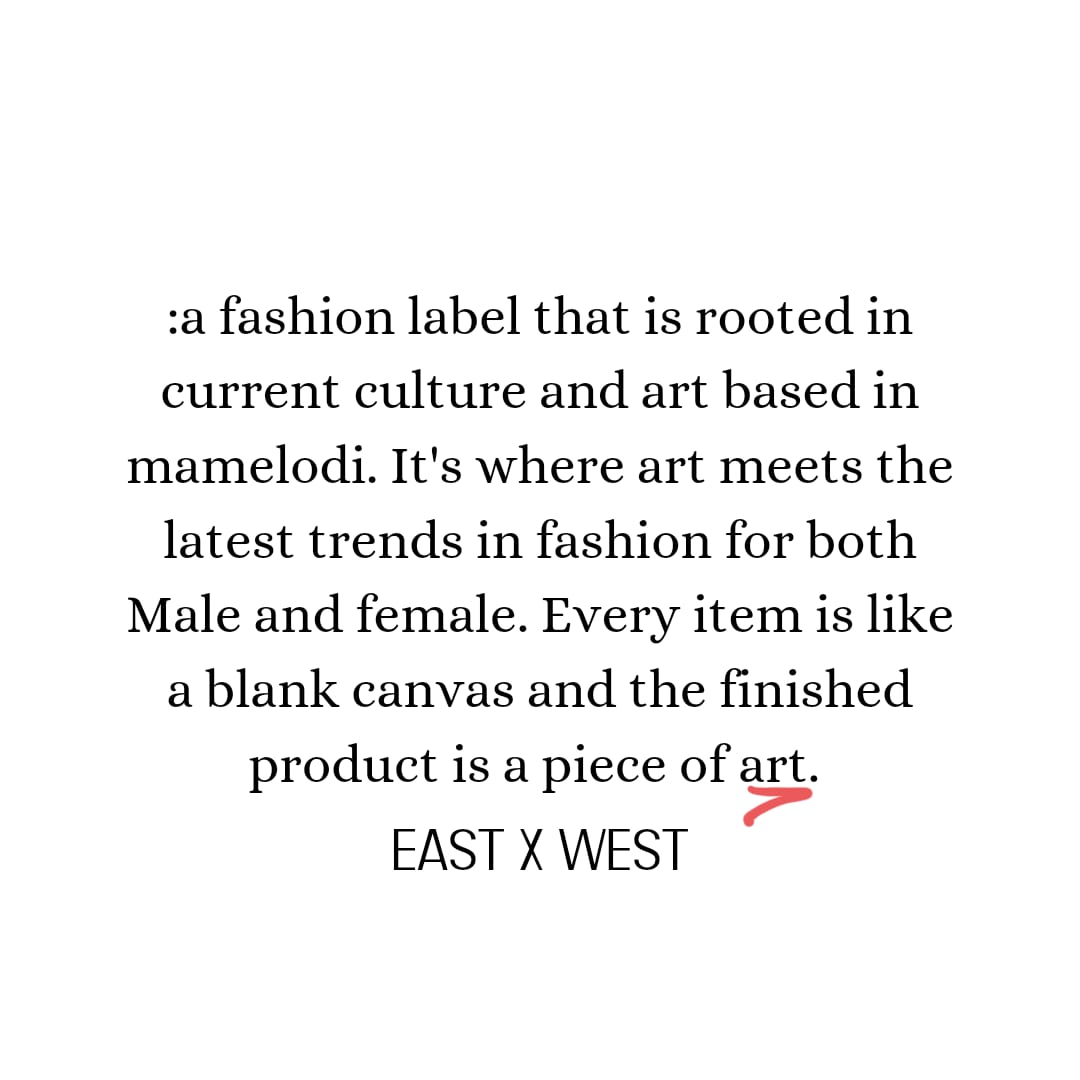 :a fashion label that is rooted in
current culture and art based in
mamelodi. It's where art meets the
latest trends in fashion for both
Male and female. Every item is like
a blank canvas and the finished
product is a piece of art.
EAST X WEST